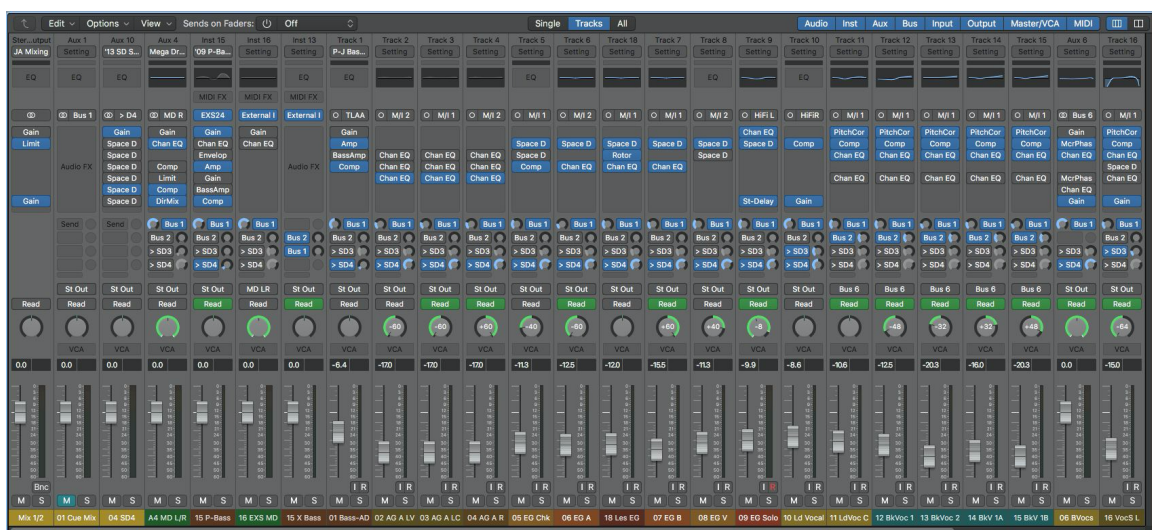 Edit View Options Sends on Faders: Off Single Tracks All Audio Inst Aux Bus Input Output Master/VCA MIDI
Ster...utput Aux 1 Aux 10 Aux 4 Inst 15 Inst 16 Inst 13 Track 1 Track 2 Track 3 Track 4 Track 5 Track 6 Track 18 Track 7 Track 8 Track 9 Track 10 Track 11 Track 12 Track 13 Track 14 Track 15 Aux 6 Track 16
JA Mixing Setting '13 SD S... Mega Dr... '09 P-Ba... Setting Setting P-J Bas... Setting Setting Setting Setting Setting Setting Setting Setting Setting Setting Setting Setting Setting Setting Setting Setting Setting
EQ EQ EQ EQ EQ EQ EQ EQ EQ
MIDI FX MIDI FX MIDI FX
Bus 1 > D4 MD R EXS24 External I External I TLAA M/I 2 M/I 1 M/I 2 M/I 1 M/I 1 M/I 1 M/I 1 M/I 1 HiFi L HiFiR M/I 1 M/I 1 M/I 1 M/I 1 M/I 1 Bus 6 M/I 1
Gain Gain Gain Gain Gain Gain Chan EQ PitchCor PitchCor PitchCor PitchCor PitchCor Gain PitchCor
Limit Space D Chan EQ Chan EQ Chan EQ Amp Space D Space D Space D Space D Space D Space D Comp Comp Comp Comp Comp Comp McrPhas Comp
Space D Envelop BassAmp Chan EQ Chan EQ Chan EQ Space D Rotor Space D Chan EQ Chan EQ Chan EQ Chan EQ Chan EQ Chan EQ Chan EQ
Audio FX Space D Comp Amp Audio FX Comp Chan EQ Chan EQ Chan EQ Comp Chan EQ Chan EQ Chan EQ Space D
Space D Limit Gain Chan EQ Chan EQ Chan EQ Chan EQ Chan EQ Chan EQ Chan EQ Chan EQ McrPhas Chan EQ
Space D Comp BassAmp Chan EQ
Gain Space D DirMix Comp St-Delay Gain Gain Gain
Send Send Bus 1 Bus 1 Bus 1 Bus 1 Bus 1 Bus 1 Bus 1 Bus 1 Bus 1 Bus 1 Bus 1 Bus 1 Bus 1 Bus 1 Bus 1 Bus 1 Bus 1 Bus 1 Bus 1 Bus 1
Bus 2 Bus 2 Bus 2 Bus 2 Bus 2 Bus 2 Bus 2 Bus 2 Bus 2 Bus 2 Bus 2 Bus 2 Bus 2 Bus 2 Bus 2 Bus 2 Bus 2 Bus 2 Bus 2 Bus 2 Bus 2
> SD3 > SD3 > SD3 Bus 1 > SD3 > SD3 > SD3 > SD3 > SD3 > SD3 > SD3 > SD3 > SD3 > SD3 > SD3 > SD3 > SD3 > SD3 > SD3 > SD3 > SD3 > SD3
> SD4 > SD4 > SD4 > SD4 > SD4 > SD4 > SD4 > SD4 > SD4 > SD4 > SD4 > SD4 > SD4 > SD4 > SD4 > SD4 > SD4 > SD4 > SD4 > SD4 > SD4
St Out St Out St Out St Out MD LR St Out St Out St Out St Out St Out St Out St Out St Out St Out St Out St Out St Out Bus 6 Bus 6 Bus 6 Bus 6 Bus 6 St Out St Out
Read Read Read Read Read Read Read Read Read Read Read Read Read Read Read Read Read Read Read Read Read Read Read Read Read
-60 -60 +60 -40 -60 +60 +40 -8 -48 -32 +32 +48 -64
VCA VCA VCA VCA VCA VCA VCA VCA VCA VCA VCA VCA VCA VCA VCA VCA VCA VCA VCA VCA VCA VCA VCA VCA
0.0 0.0 0.0 0.0 0.0 0.0 0.0 -6.4 -17.0 -17.0 -17.0 -11.3 -12.5 -12.0 -15.5 -11.3 -9.9 -8.6 -10.6 -12.5 -20.3 -16.0 -20.3 0.0 -15.0
Bnc I R I R I R I R I R I R I R I R I R I R I R I R I R I R I R I R I R
M S M S M S M S M S M S M S M S M S M S M S M S M S M S M S M S M S M S M S M S M S M S M S M S M S
Mix 1/2 01 Cue Mix 04 SD4 A4 MD L/R 15 P-Bass 16 EXS MD 15 X Bass 01 Bass-AD 02 AG A LV 03 AG A LC 04 AG A R 05 EG Chk 06 EG A 18 Les EG 07 EG B 08 EG V 09 EG Solo 10 Ld Vocal 11 LdVoc C 12 BkVoc 1 13 BkVoc 2 14 BkV 1A 15 BkV 1B 06 BVocs 16 VocS L